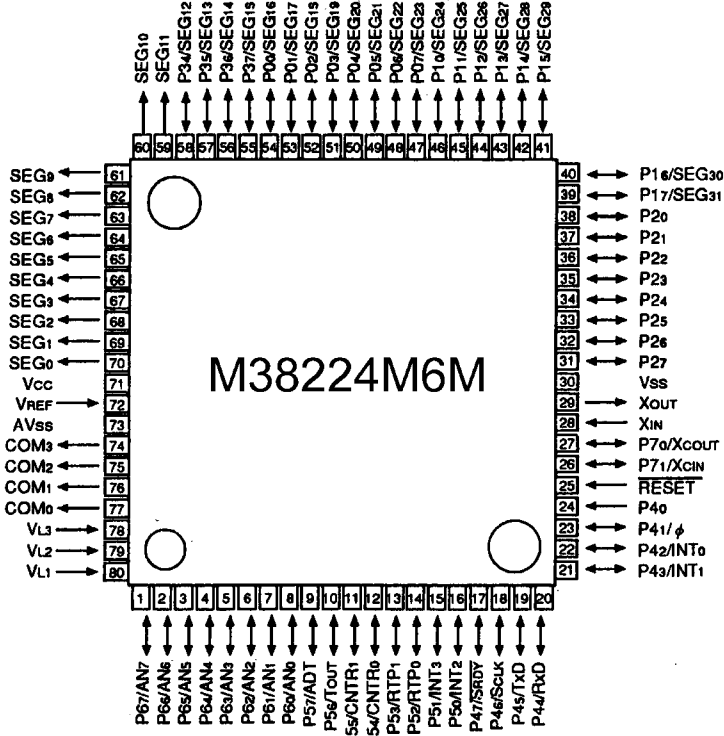 SEG10
SEG11
P34/SEG12
P35/SEG13
P36/SEG14
P37/SEG15
P00/SEG16
P01/SEG17
P02/SEG18
P03/SEG19
P04/SEG20
P05/SEG21
P06/SEG22
P07/SEG23
P10/SEG24
P11/SEG25
P12/SEG26
P13/SEG27
P14/SEG28
P15/SEG29
60 59 58 57 56 55 54 53 52 51 50 49 48 47 46 45 44 43 42 41
SEG9 61
SEG8 62
SEG7 63
SEG6 64
SEG5 65
SEG4 66
SEG3 67
SEG2 68
SEG1 69
SEG0 70
VCC 71
VREF 72
AVSS 73
COM3 74
COM2 75
COM1 76
COM0 77
VL3 78
VL2 79
VL1 80
M38224M6M
40 P16/SEG30
39 P17/SEG31
38 P20
37 P21
36 P22
35 P23
34 P24
33 P25
32 P26
31 P27
30 VSS
29 XOUT
28 XIN
27 P70/XCOUT
26 P71/XCIN
25 RESET
24 P40
23 P41/ϕ
22 P42/INT0
21 P43/INT1
1 2 3 4 5 6 7 8 9 10 11 12 13 14 15 16 17 18 19 20
P67/AN7
P66/AN6
P65/AN5
P64/AN4
P63/AN3
P62/AN2
P61/AN1
P60/AN0
P57/ADT
P56/TOUT
55/CNTR1
54/CNTR0
P53/RTP1
P52/RTP0
P51/INT3
P50/INT2
P47/SRDY
P46/SCLK
P45/TxD
P44/RxD